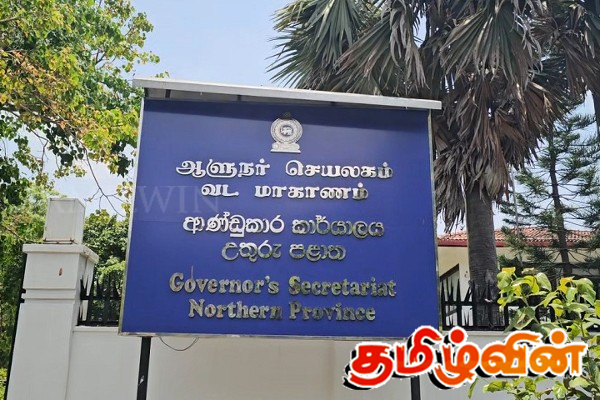 ஆளுநர் செயலகம்
வட மாகாணம்
ආණ්ඩුකාර කාර්යාලය
උතුරු පළාත
Governor's Secretariat
Northern Province
தமிழ்வின்